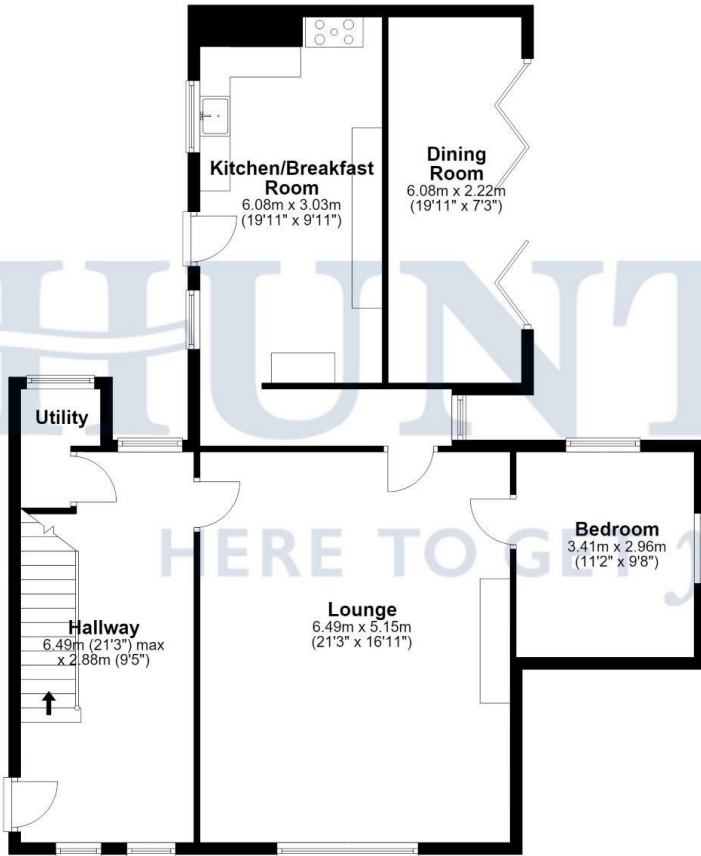 Kitchen/Breakfast
Room
6.08m x 3.03m
(19'11" x 9'11")
Dining
Room
6.08m x 2.22m
(19'11" x 7'3")
HUNT
Utility
HERE TO GET y
Bedroom
3.41m x 2.96m
(11'2" x 9'8")
Lounge
6.49m x 5.15m
(21'3" x 16'11")
Hallway
6.49m (21'3") max
x 2.88m (9'5")